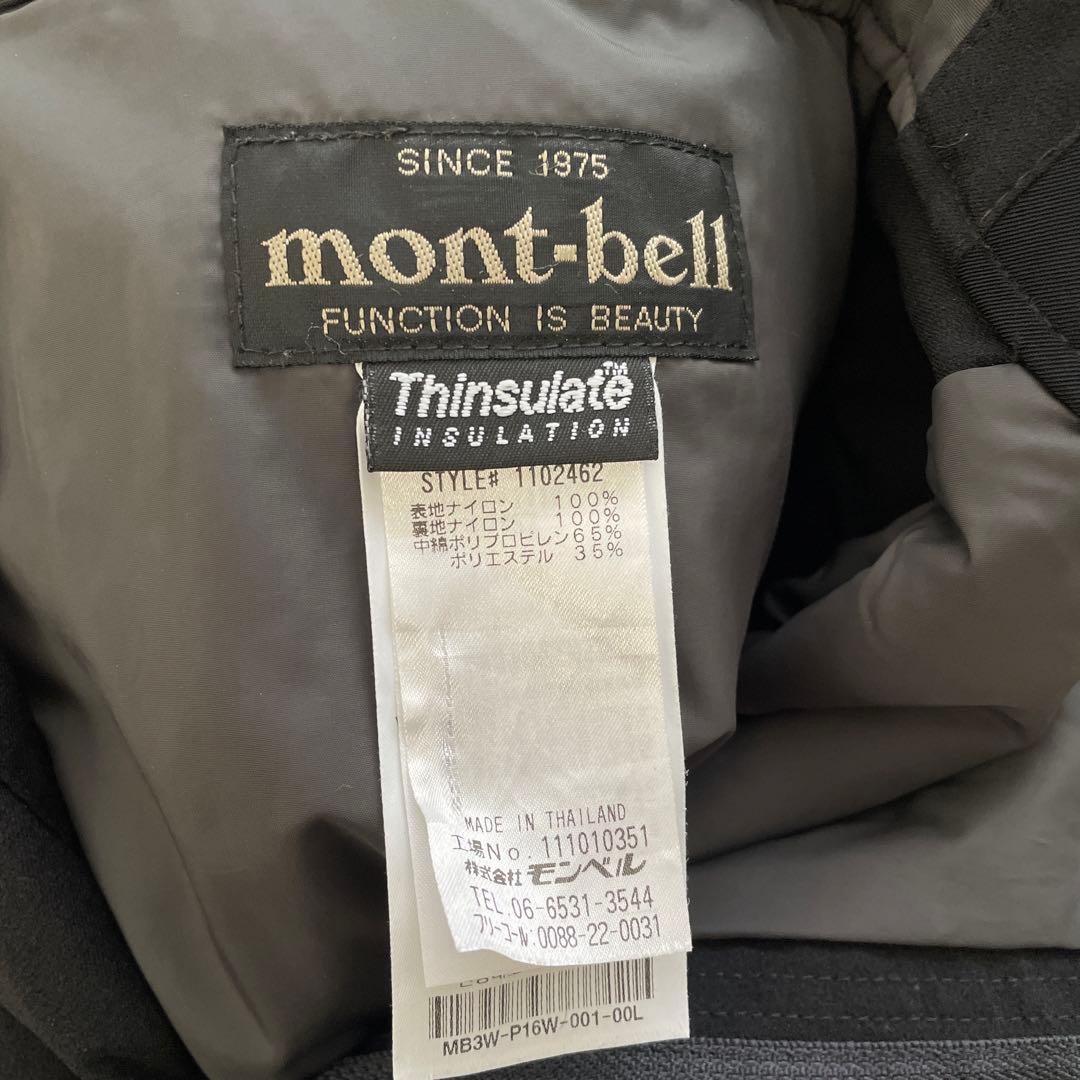 SINCE 1975
mont-bell
FUNCTION IS BEAUTY
Thinsulate™
INSULATION
STYLE# 1102462
表地ナイロン 100%
裏地ナイロン 100%
中綿ポリプロピレン65%
ポリエステル 35%
MADE IN THAILAND
工場No. 111010351
株式会社 モンベル
TEL.06-6531-3544
フリーコール:0088-22-0031
MB3W-P16W-001-00L